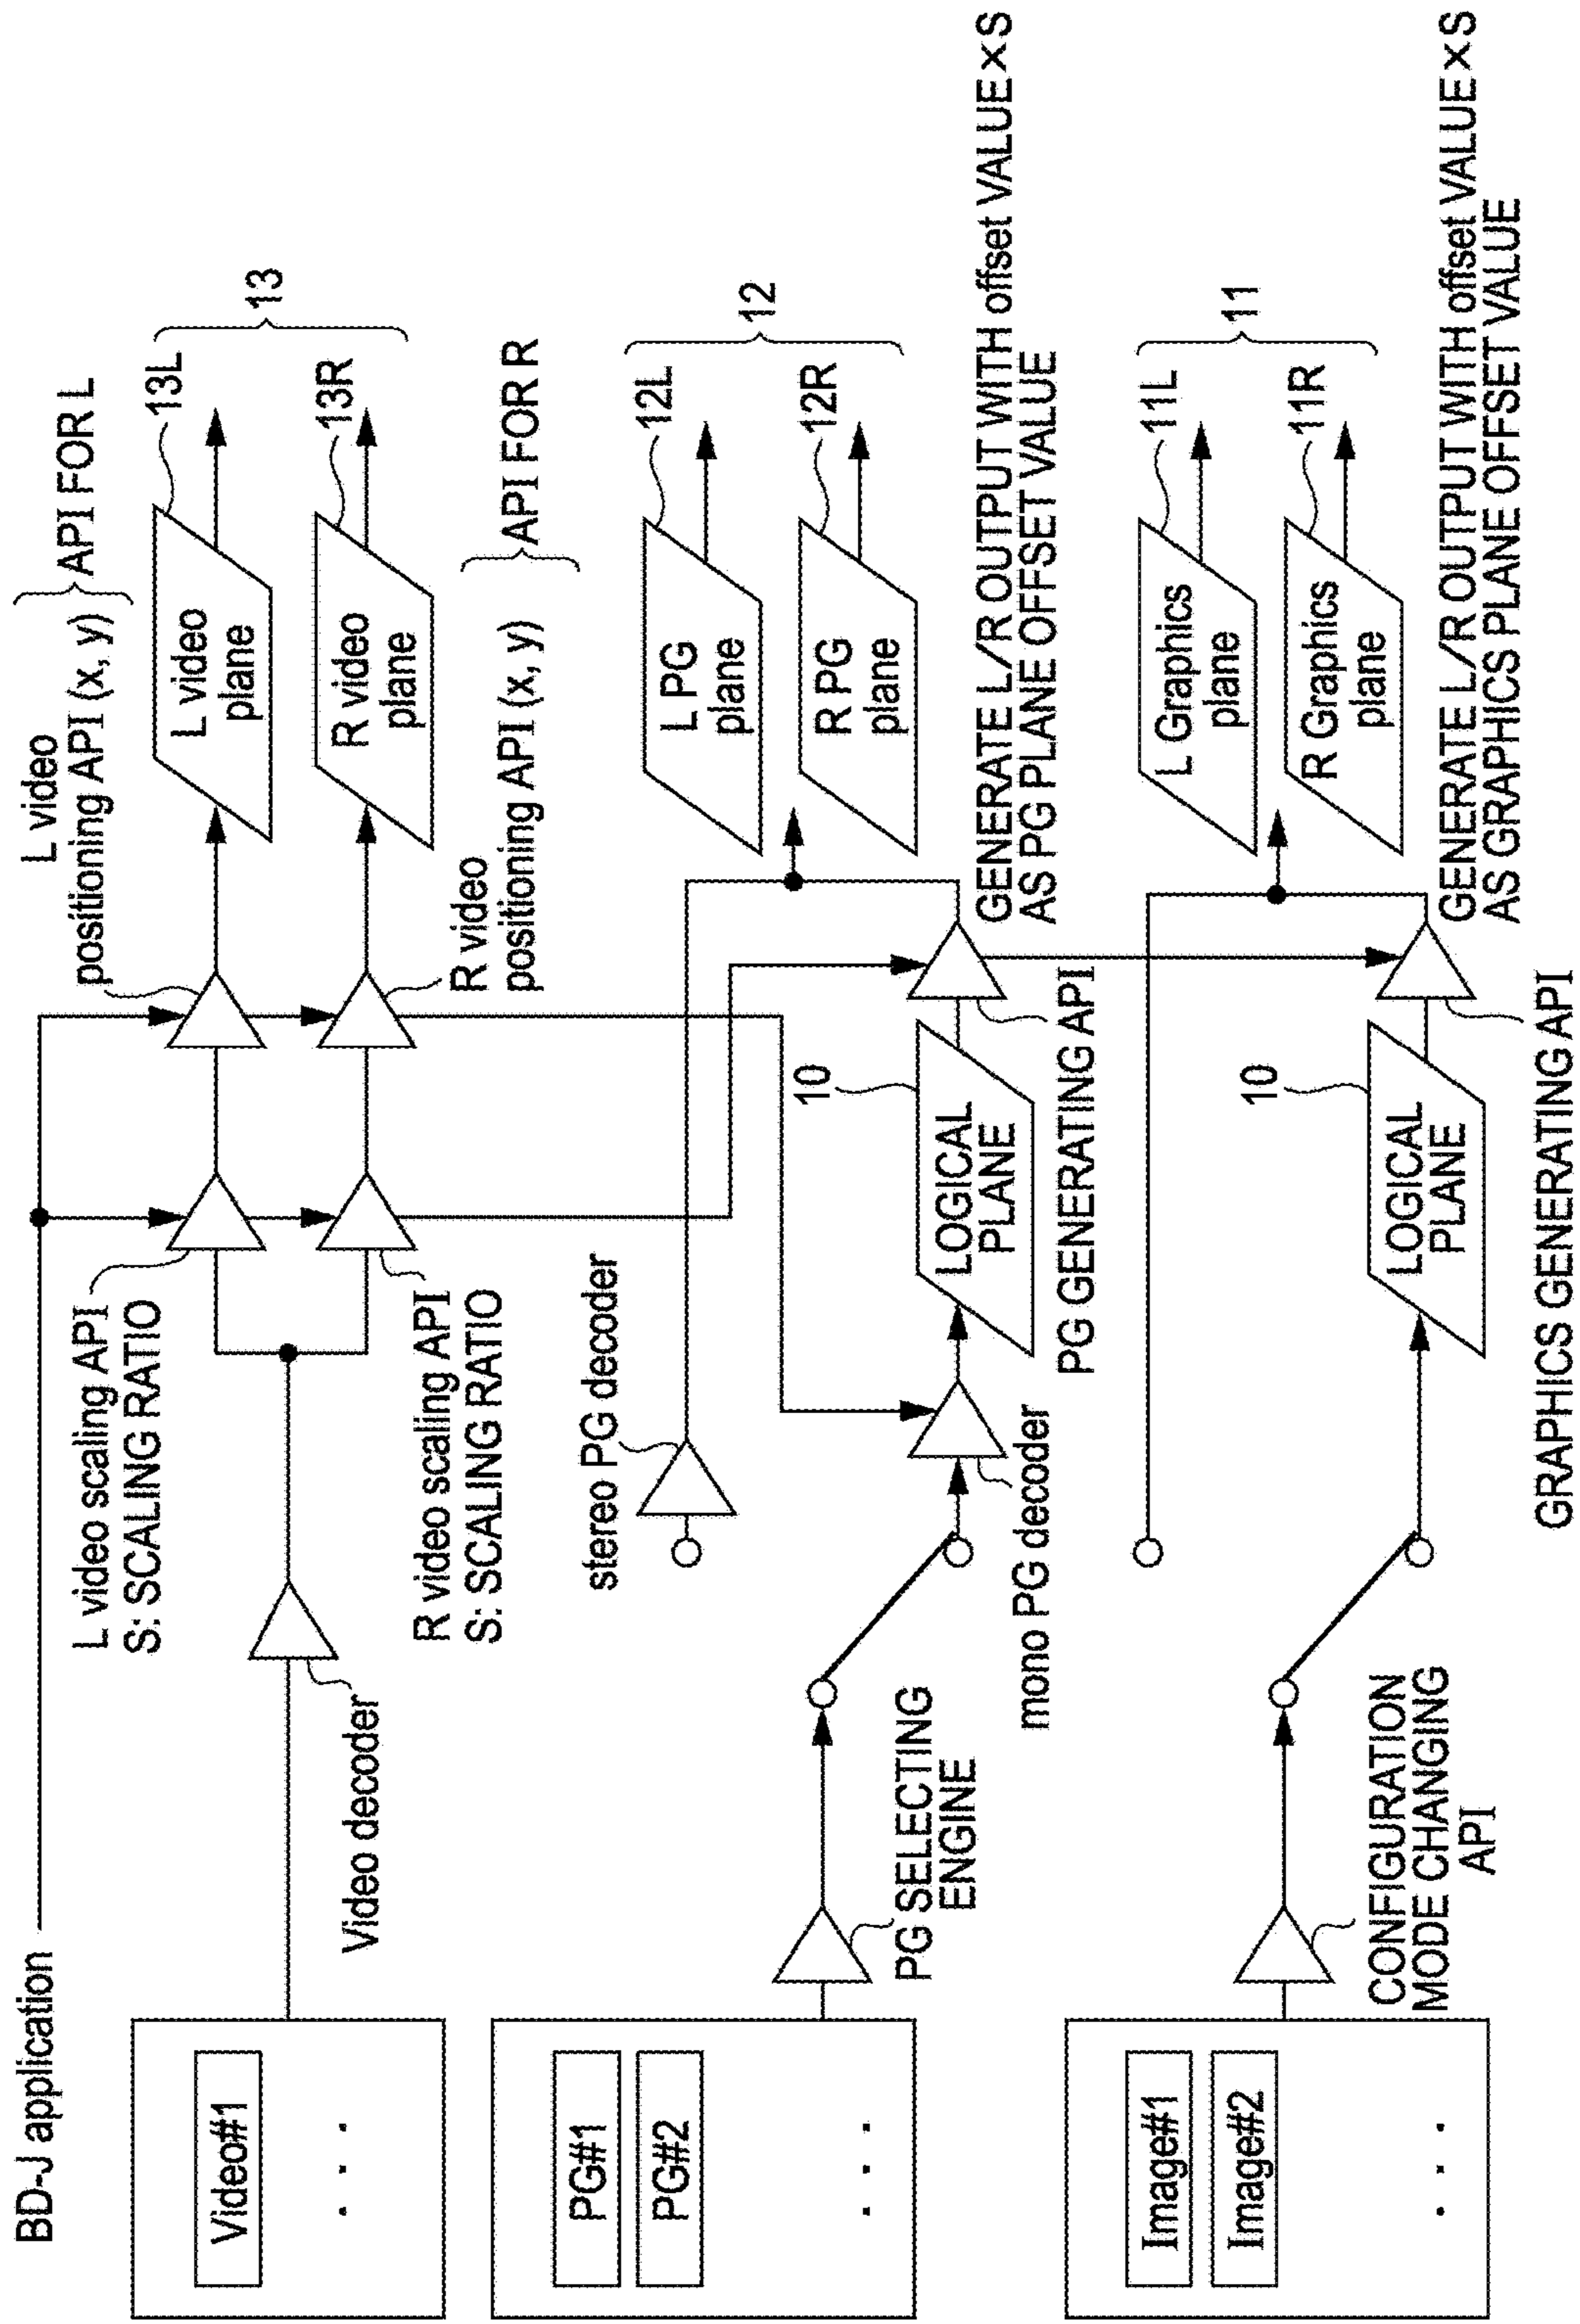 BD-J application
L video
positioning API (x, y)
API FOR L
L video scaling API
S: SCALING RATIO
L video
plane
13L
13
Video#1
. . .
Video decoder
R video scaling API
S: SCALING RATIO
R video
plane
13R
R video
positioning API (x, y)
API FOR R
PG#1
PG#2
. . .
PG SELECTING
ENGINE
stereo PG decoder
mono PG decoder
10
LOGICAL
PLANE
PG GENERATING API
L PG
plane
12L
R PG
plane
12R
12
GENERATE L/R OUTPUT WITH offset VALUE×S
AS PG PLANE OFFSET VALUE
Image#1
Image#2
. . .
CONFIGURATION
MODE CHANGING
API
10
LOGICAL
PLANE
GRAPHICS GENERATING API
L Graphics
plane
11L
R Graphics
plane
11R
11
GENERATE L/R OUTPUT WITH offset VALUE×S
AS GRAPHICS PLANE OFFSET VALUE